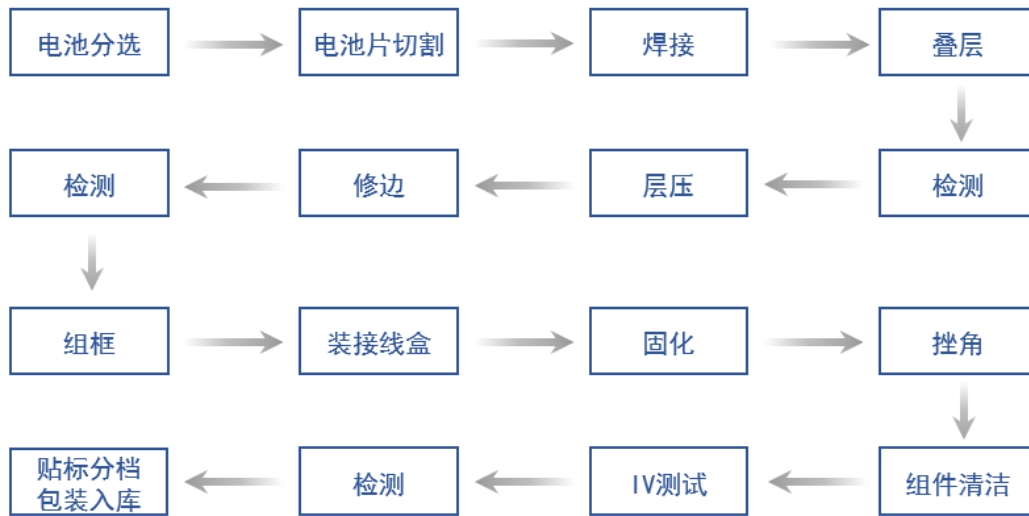 电池分选
电池片切割
焊接
叠层
检测
修边
层压
检测
组框
装接线盒
固化
挫角
贴标分档
包装入库
检测
IV测试
组件清洁